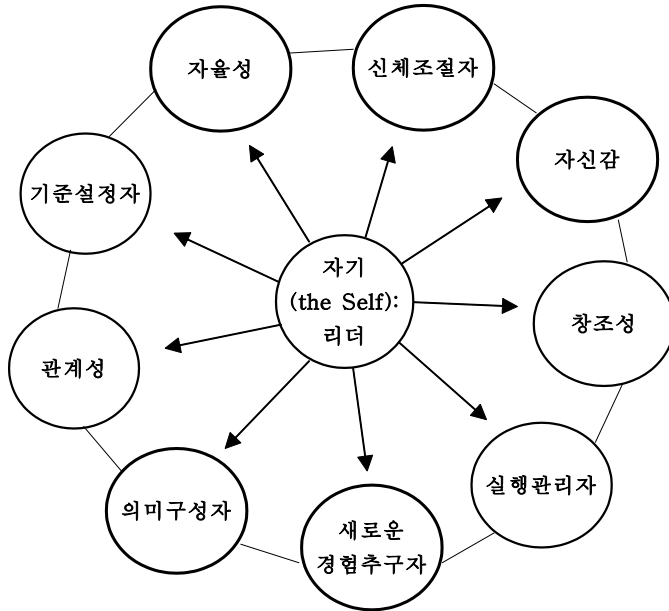 자율성
신체조절자
자신감
기준설정자
자기
(the Self):
리더
창조성
관계성
실행관리자
의미구성자
새로운
경험추구자